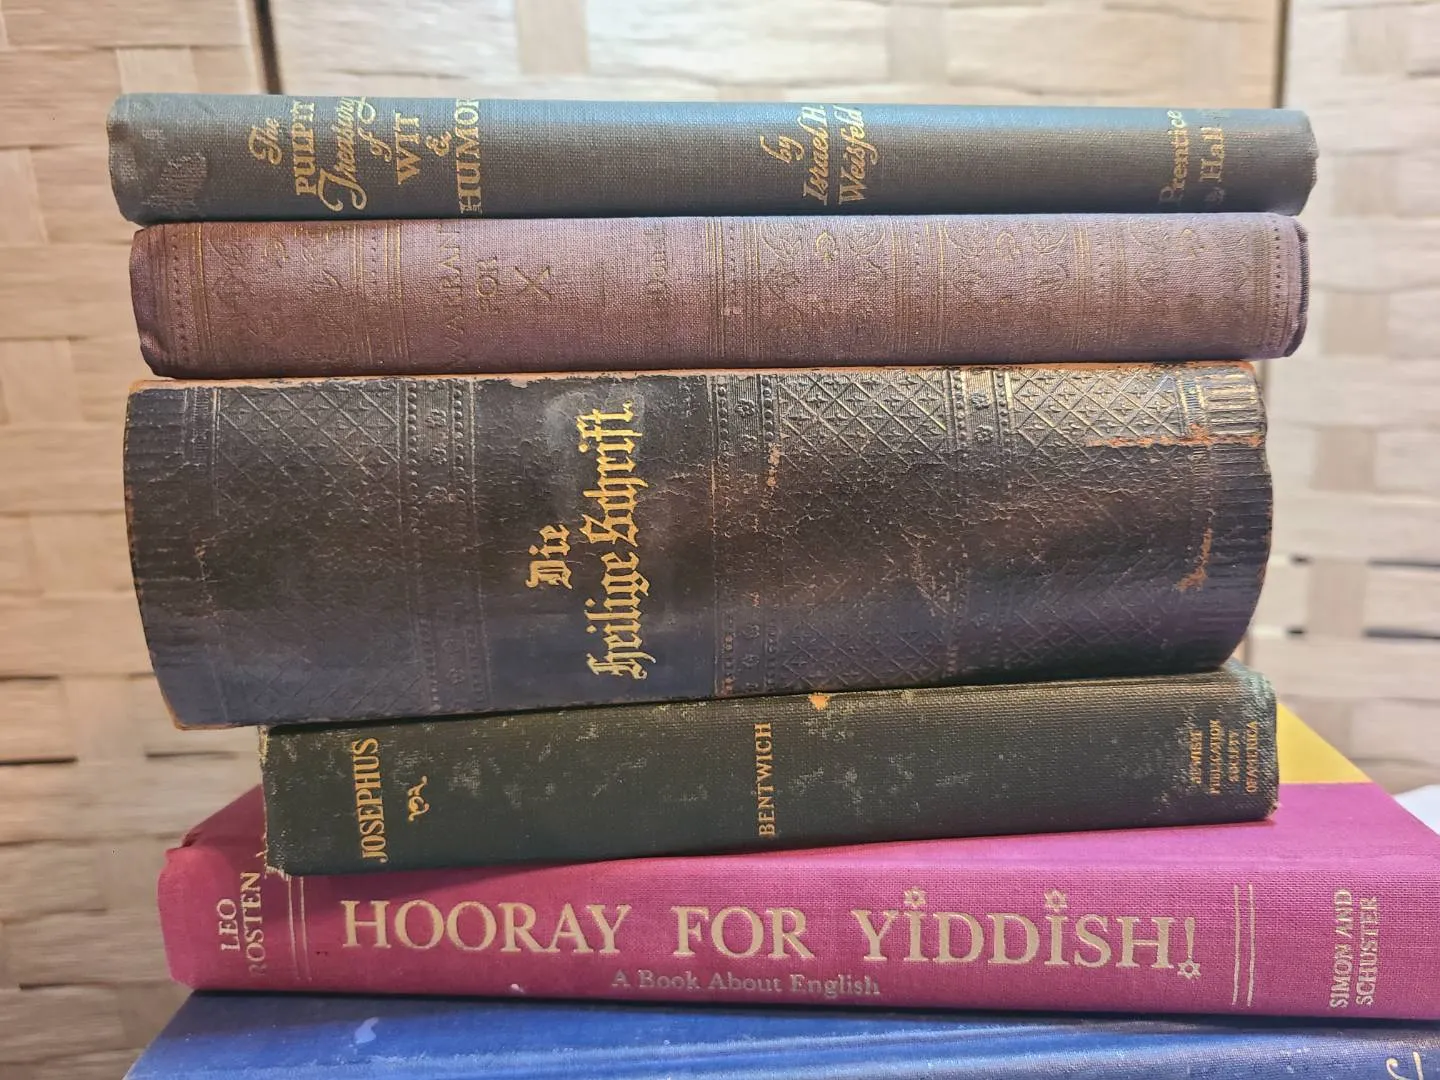 The
PULPIT
Treasury
of
WIT
&
HUMOR
by
Israel H.
Weisfeld
Prentice
Hall
WARRANT
FOR
X
Die
Heilige Schrift.
JOSEPHUS
BENTWICH
JEWISH
PUBLICATION
SOCIETY
OF AMERICA
LEO
ROSTEN
HOORAY FOR YIDDISH!
A Book About English
SIMON AND
SCHUSTER